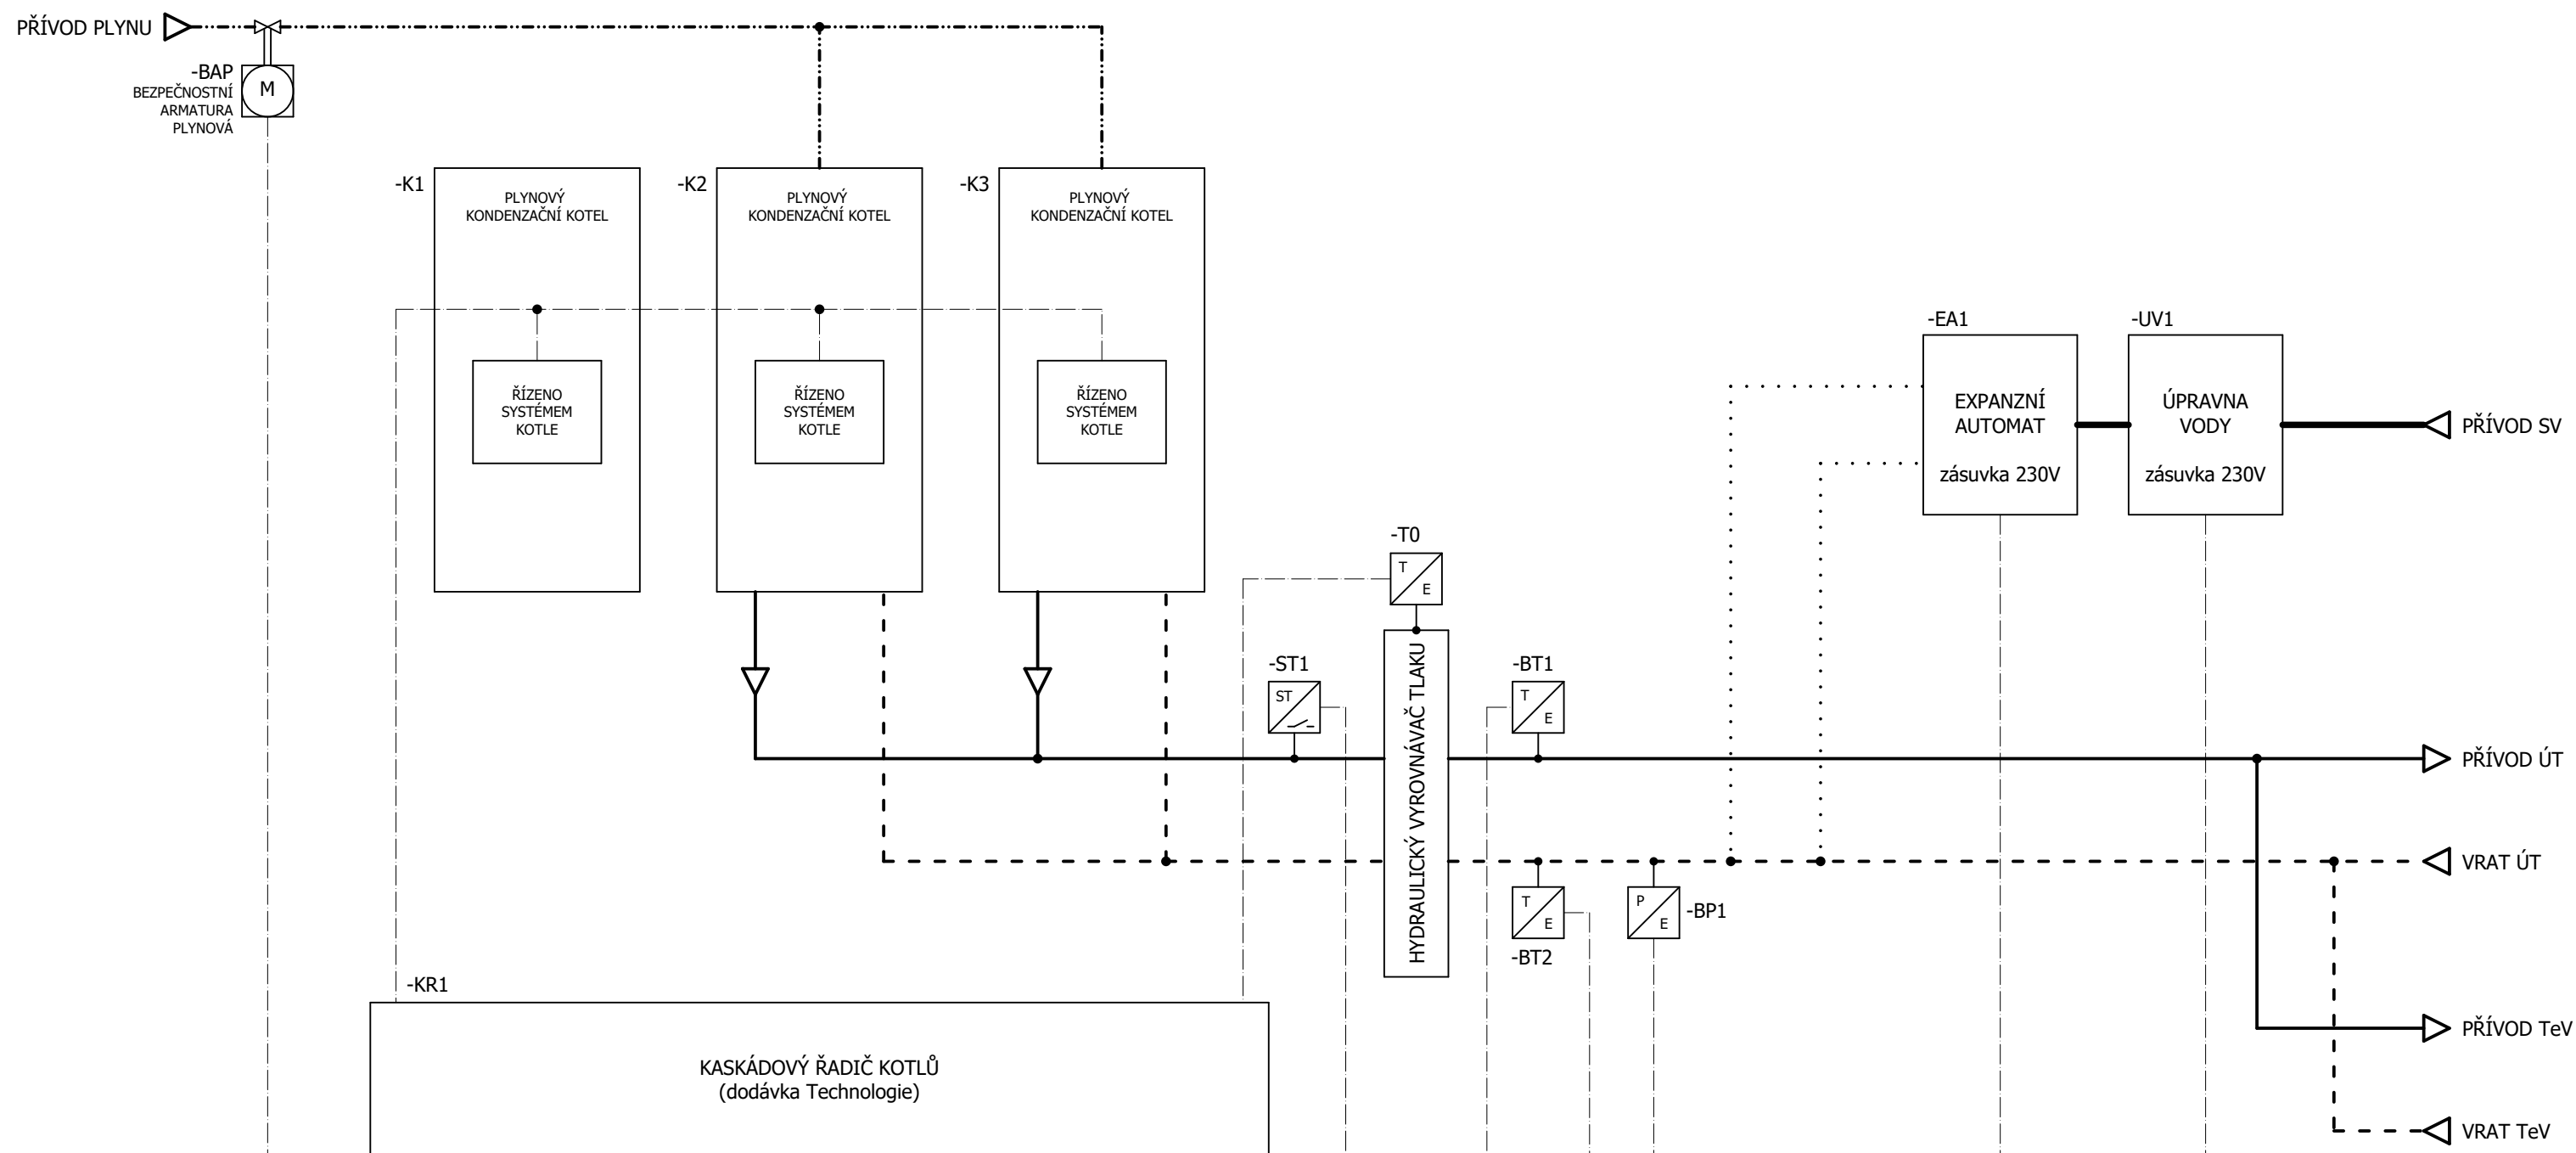 PŘÍVOD PLYNU
-BAP
BEZPEČNOSTNÍ
ARMATURA
PLYNOVÁ
M
-K1
PLYNOVÝ
KONDENZAČNÍ KOTEL
ŘÍZENO
SYSTÉMEM
KOTLE
-K2
PLYNOVÝ
KONDENZAČNÍ KOTEL
ŘÍZENO
SYSTÉMEM
KOTLE
-K3
PLYNOVÝ
KONDENZAČNÍ KOTEL
ŘÍZENO
SYSTÉMEM
KOTLE
-EA1
EXPANZNÍ
AUTOMAT
zásuvka 230V
-UV1
ÚPRAVNA
VODY
zásuvka 230V
PŘÍVOD SV
-T0
T
E
-ST1
ST
HYDRAULICKÝ VYROVNÁVAČ TLAKU
-BT1
T
E
PŘÍVOD ÚT
VRAT ÚT
T
E
-BT2
P
E
-BP1
-KR1
KASKÁDOVÝ ŘADIČ KOTLŮ
(dodávka Technologie)
PŘÍVOD TeV
VRAT TeV